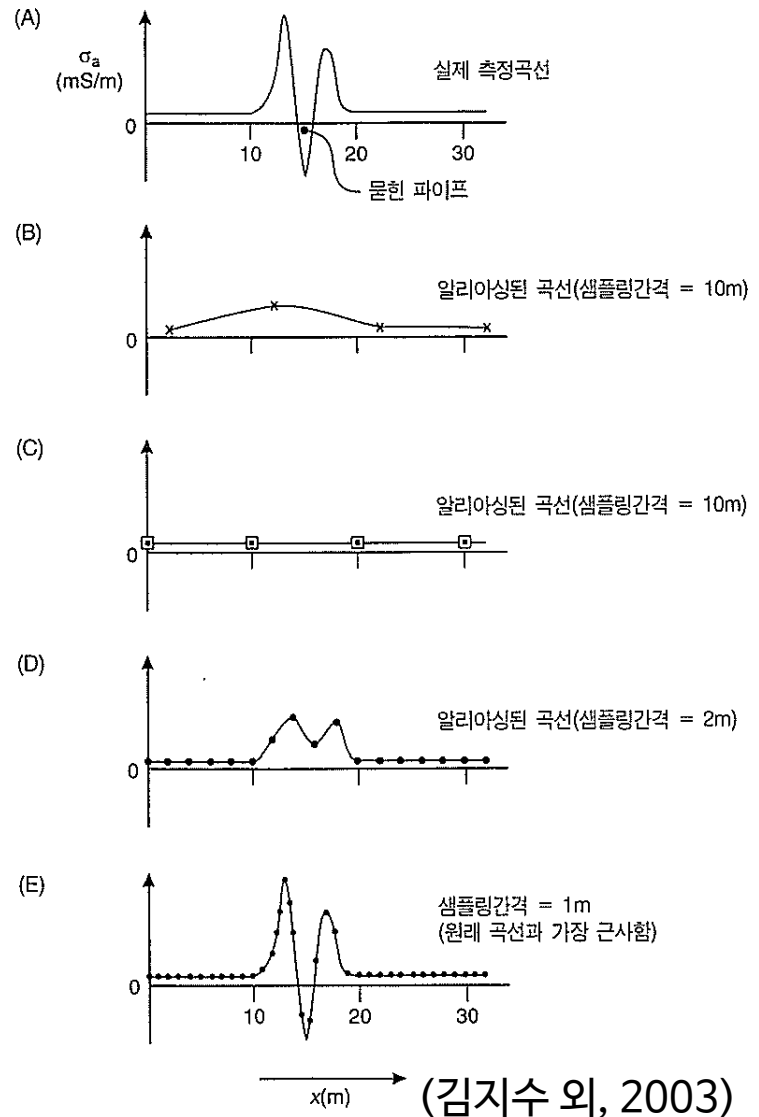 (A)
σa
(mS/m)
실제 측정곡선
0
10
20
30
묻힌 파이프
(B)
알리아싱된 곡선(샘플링간격 = 10m)
0
(C)
알리아싱된 곡선(샘플링간격 = 10m)
0
(D)
알리아싱된 곡선(샘플링간격 = 2m)
0
(E)
샘플링간격 = 1m
(원래 곡선과 가장 근사함)
0
10
20
30
x(m)
(김지수 외, 2003)